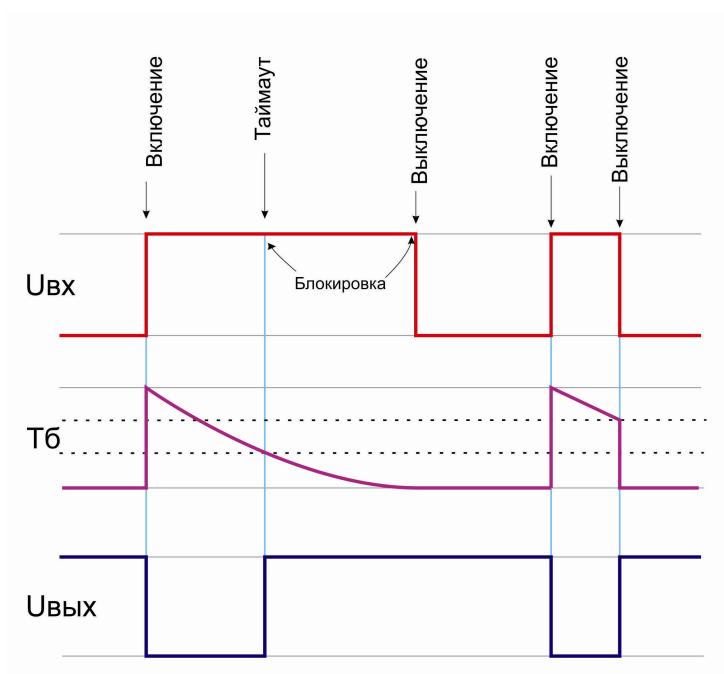 Включение
Таймаут
Выключение
Включение
Выключение
Uвх
Блокировка
Тб
Uвых